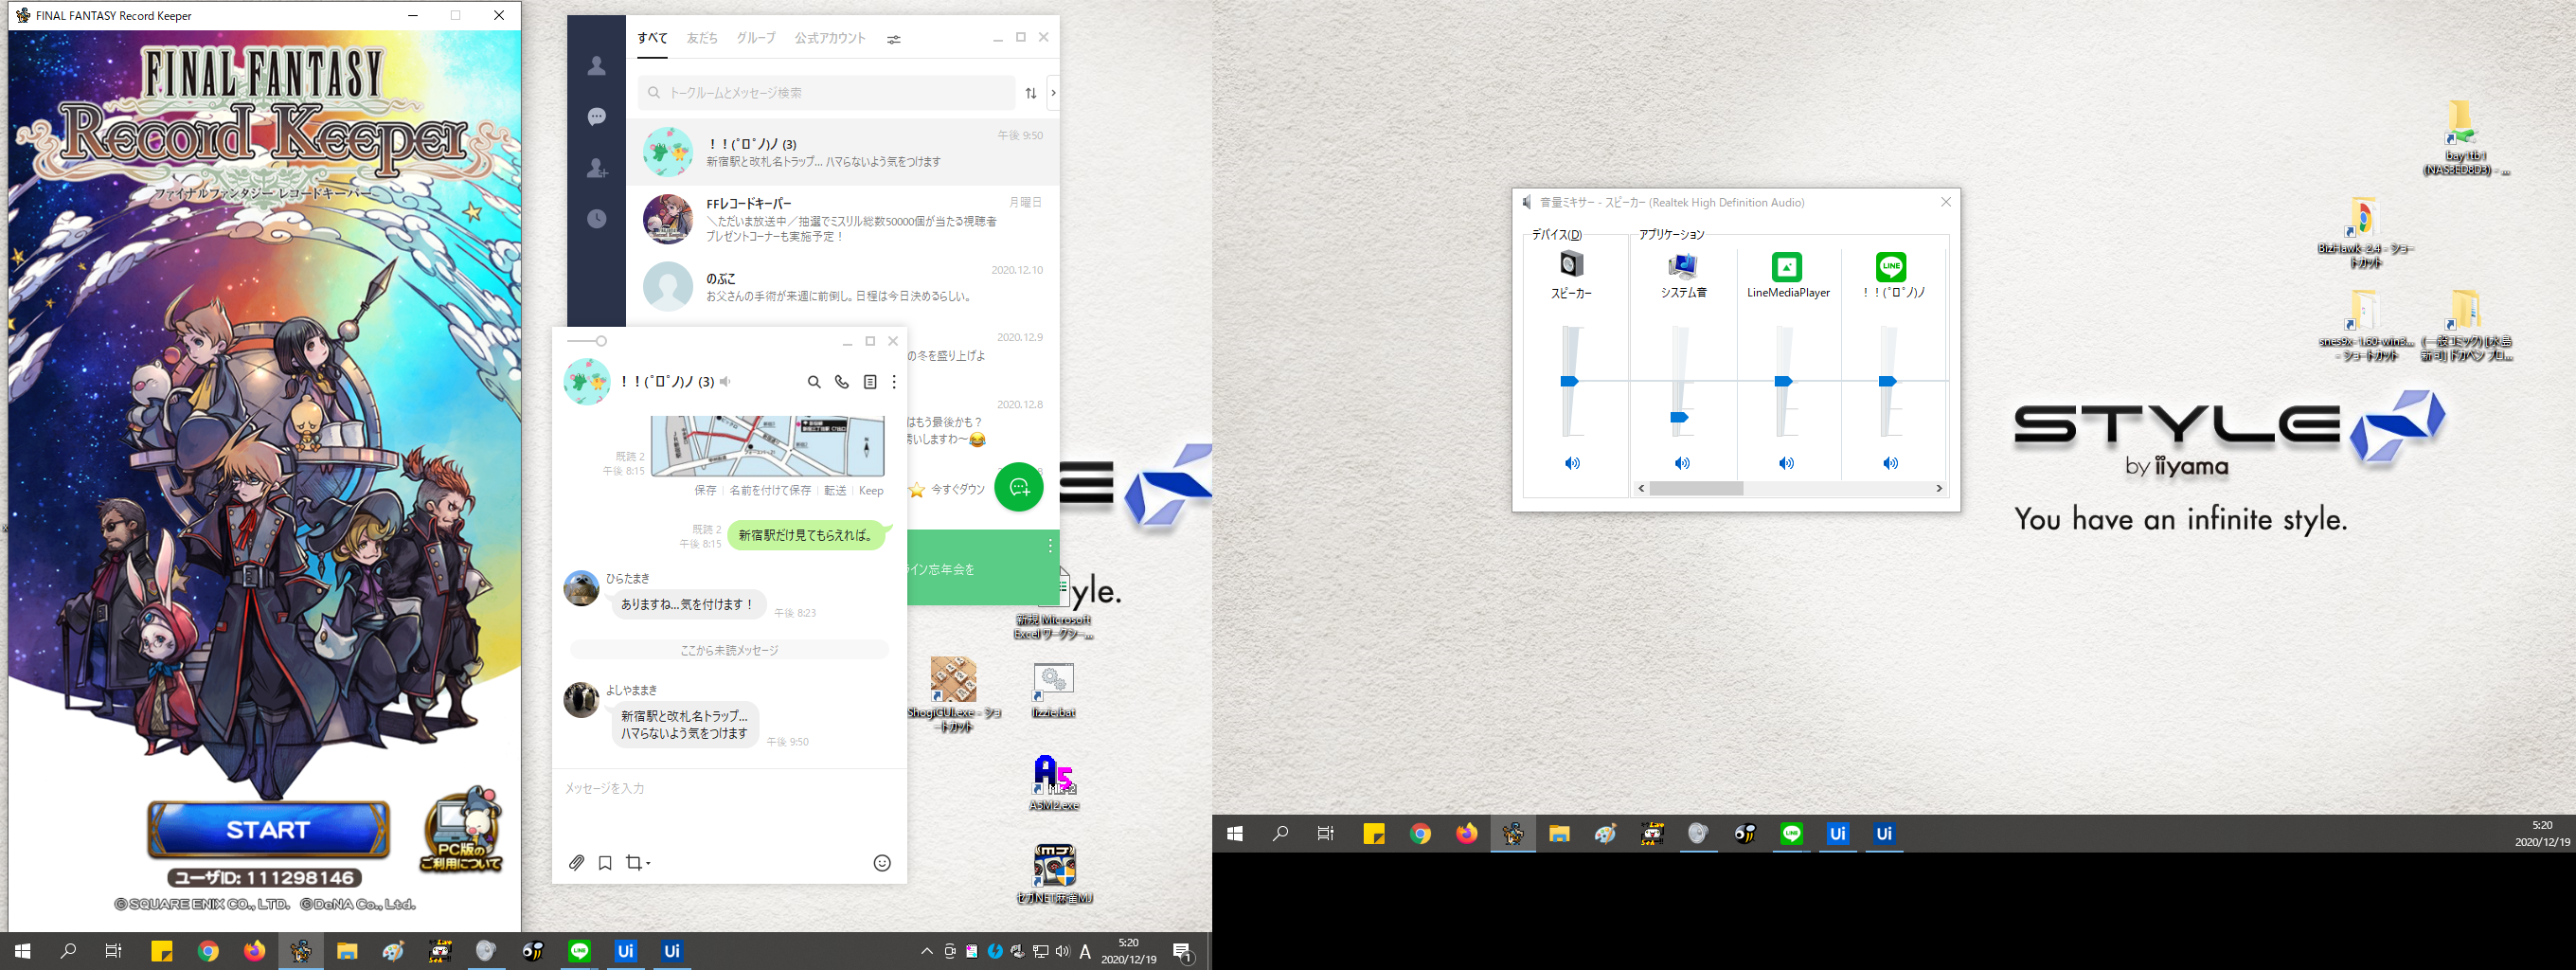 FINAL FANTASY Record Keeper
FINAL FANTASY
Record Keeper
ファイナルファンタジー レコードキーパー
START
PC版の
ご利用について
ユーザID: 111298146
©SQUARE ENIX CO., LTD. ©DeNA Co., Ltd.
すべて 友だち グループ 公式アカウント
トークルームとメッセージ検索
！！(ﾟロﾟノ)ノ (3) 午後 9:50
新宿駅と改札名トラップ... ハマらないよう気をつけます
FFレコードキーパー 月曜日
＼ただいま放送中／抽選でミスリル総数50000個が当たる視聴者
プレゼントコーナーも実施予定！
のぶこ 2020.12.10
お父さんの手術が来週に前倒し。日程は今日決めるらしい。
2020.12.9
の冬を盛り上げよ
2020.12.8
はもう最後かも？
誘いしますわ～😂
⭐ 今すぐダウン
ライン忘年会を
！！(ﾟロﾟノ)ノ (3)
既読 2
午後 8:15
保存 | 名前を付けて保存 | 転送 | Keep
既読 2
午後 8:15
新宿駅だけ見てもらえれば。
ひらたまき
ありますね...気を付けます！
午後 8:23
ここから未読メッセージ
よしやままき
新宿駅と改札名トラップ...
ハマらないよう気をつけます
午後 9:50
メッセージを入力
E
yle.
新規 Microsoft
Excel ワークシー...
ShogiGUI.exe - ショ
ートカット
lizzie.bat
A5
A5M2.exe
MJ
セガNET麻雀MJ
Ui
Ui
A
5:20
2020/12/19
1
音量ミキサー - スピーカー (Realtek High Definition Audio)
デバイス(D)
アプリケーション
スピーカー
システム音
LineMediaPlayer
LINE
！！(ﾟロﾟノ)ノ
bay1tb1
(NAS3ED8D3) - ...
BizHawk-2.4 - ショー
トカット
snes9x-1.60-win3...
- ショートカット
(一般コミック) [水島
新司] ドカベン プロ...
STYLE
by iiyama
You have an infinite style.
Ui
Ui
5:20
2020/12/19